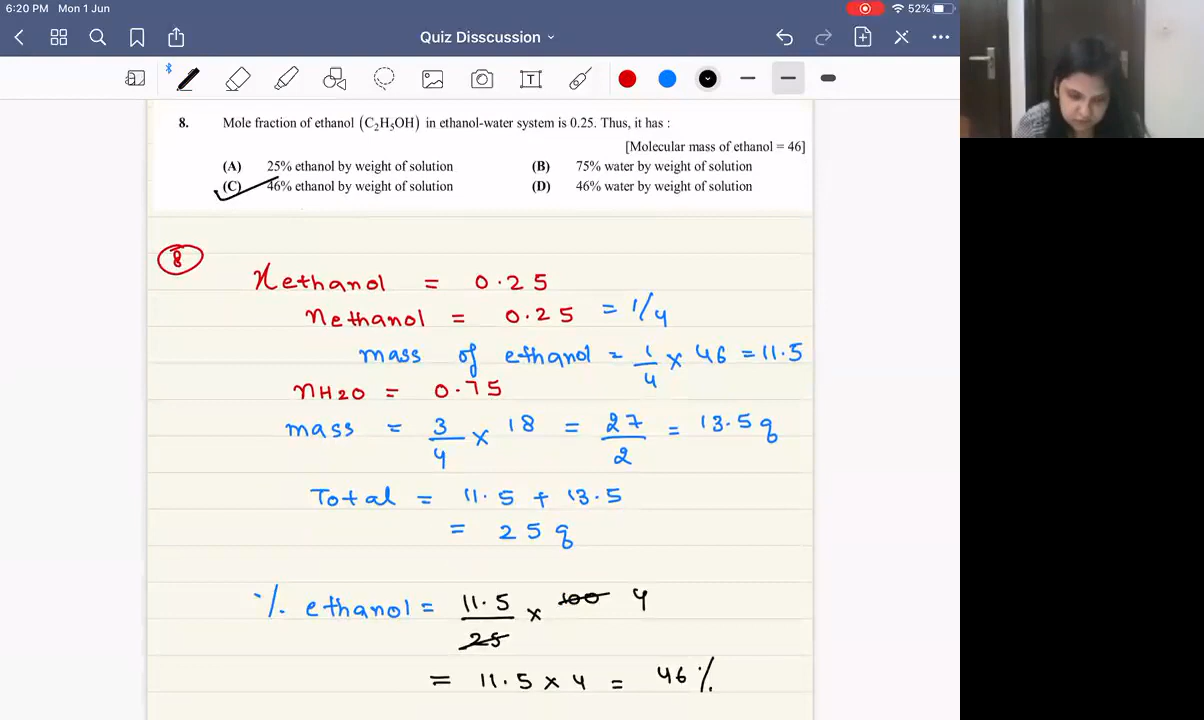 6:20 PM Mon 1 Jun 52%
Quiz Disscussion
8. Mole fraction of ethanol (C₂H₅OH) in ethanol-water system is 0.25. Thus, it has :
[Molecular mass of ethanol = 46]
(A) 25% ethanol by weight of solution (B) 75% water by weight of solution
(C) 46% ethanol by weight of solution (D) 46% water by weight of solution
8
Xethanol = 0.25
nethanol = 0.25 = 1/4
mass of ethanol = 1/4 x 46 = 11.5
nH2O = 0.75
mass = 3/4 x 18 = 27/2 = 13.5 g
Total = 11.5 + 13.5
= 25 g
% ethanol = 11.5/25 x 100 4
= 11.5 x 4 = 46%